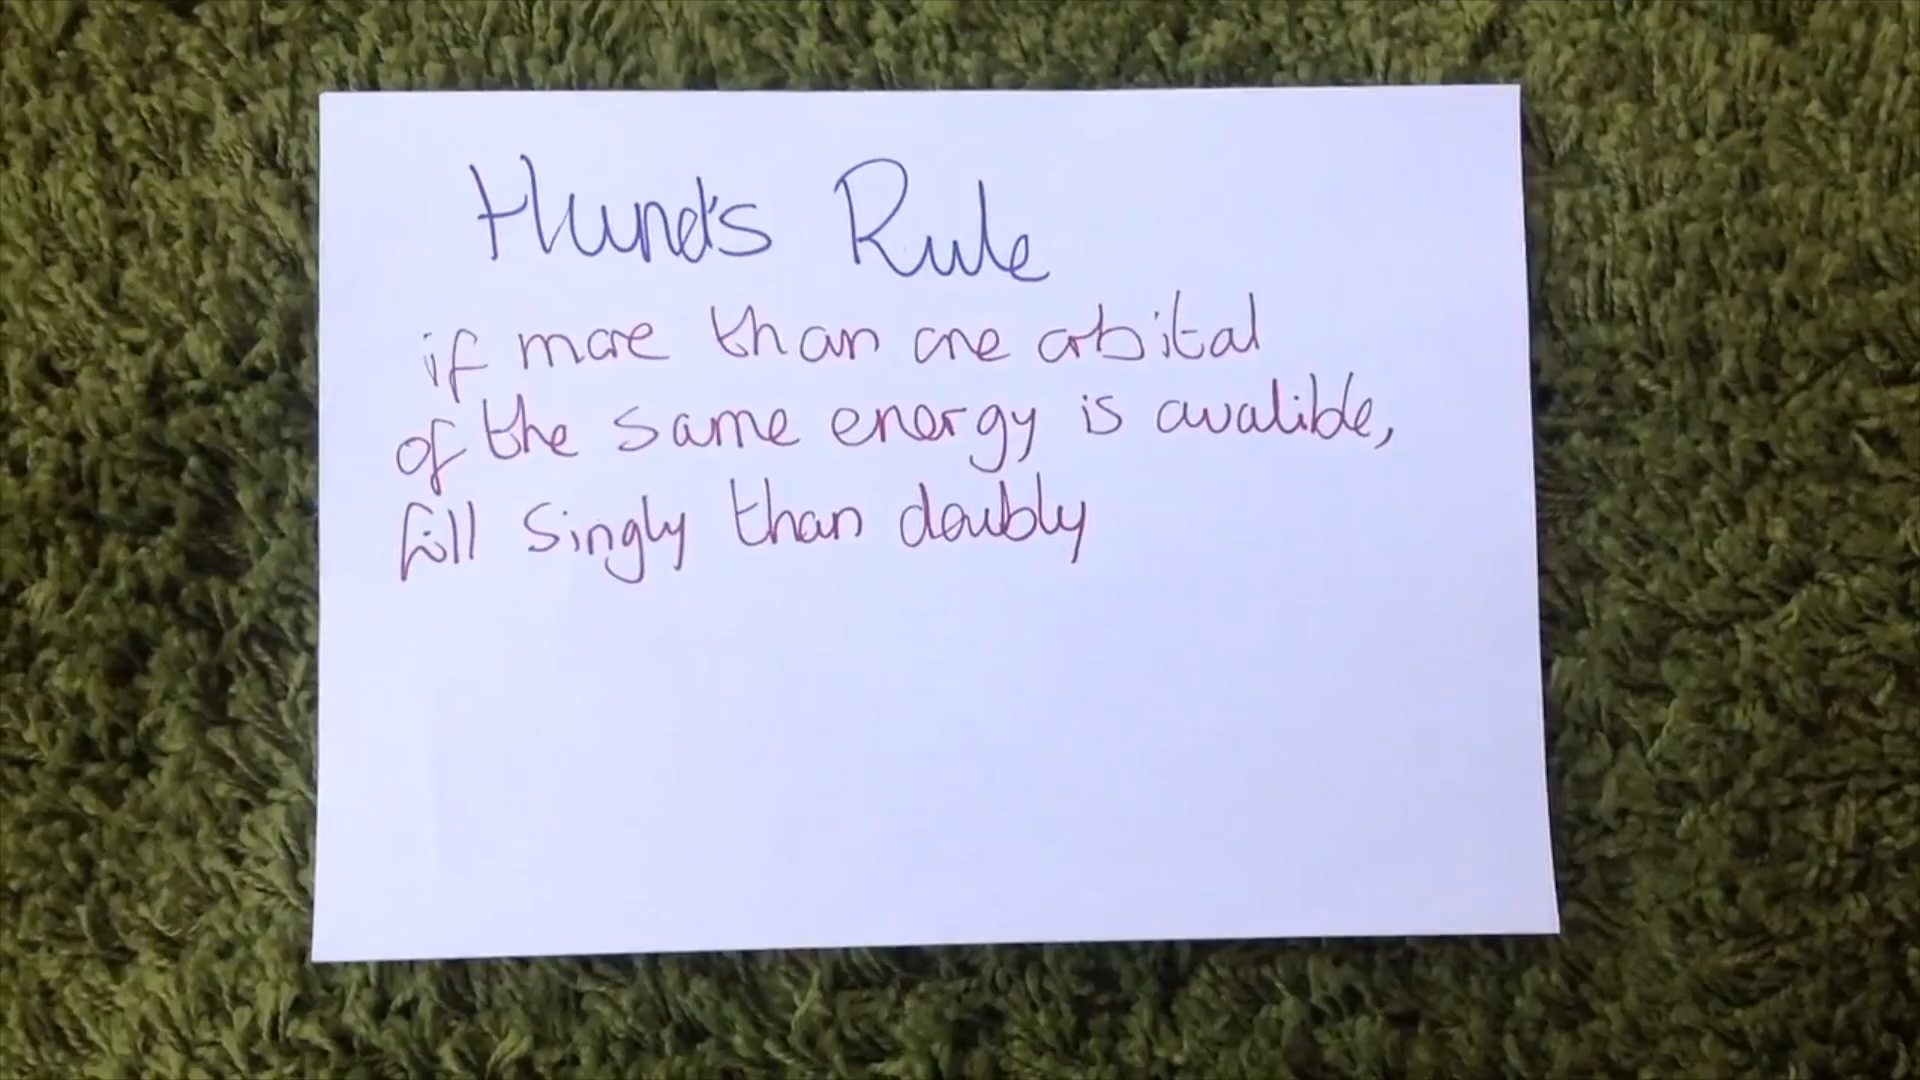 Hund's Rule
if more than one orbital
of the same energy is avalible,
fill singly than doubly